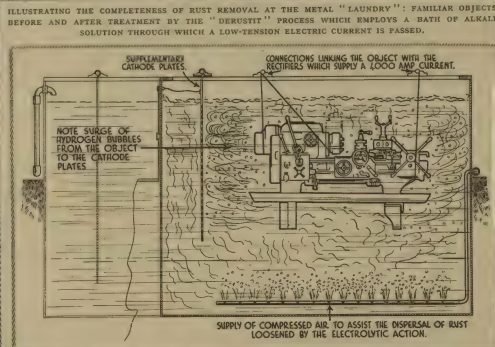 ILLUSTRATING THE COMPLETENESS OF RUST REMOVAL AT THE METAL "LAUNDRY": FAMILIAR OBJECTS
BEFORE AND AFTER TREATMENT BY THE "DERUSTIT" PROCESS WHICH EMPLOYS A BATH OF ALKALI
SOLUTION THROUGH WHICH A LOW-TENSION ELECTRIC CURRENT IS PASSED.
SUPPLEMENTARY
CATHODE PLATES.
CONNECTIONS LINKING THE OBJECT WITH THE
RECTIFIERS WHICH SUPPLY A 4,000 AMP. CURRENT.
NOTE SURGE OF
HYDROGEN BUBBLES
FROM THE OBJECT
TO THE CATHODE
PLATES
SUPPLY OF COMPRESSED AIR TO ASSIST THE DISPERSAL OF RUST
LOOSENED BY THE ELECTROLYTIC ACTION.